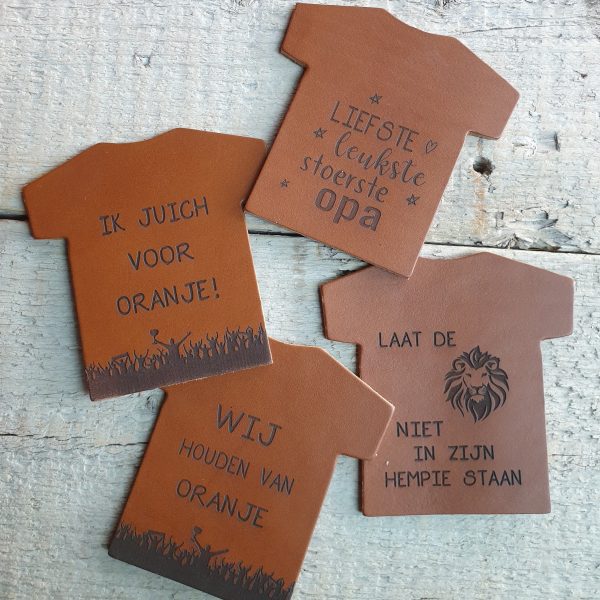 LIEFSTE
leukste
stoerste
opa
IK JUICH
VOOR
ORANJE!
LAAT DE
NIET
IN ZIJN
HEMPIE STAAN
WIJ
HOUDEN VAN
ORANJE